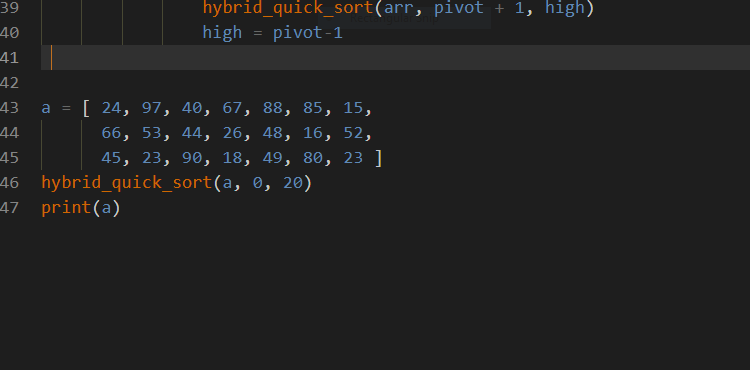 39 hybrid_quick_sort(arr, pivot + 1, high)
40 high = pivot-1
41
42
43 a = [ 24, 97, 40, 67, 88, 85, 15,
44 66, 53, 44, 26, 48, 16, 52,
45 45, 23, 90, 18, 49, 80, 23 ]
46 hybrid_quick_sort(a, 0, 20)
47 print(a)